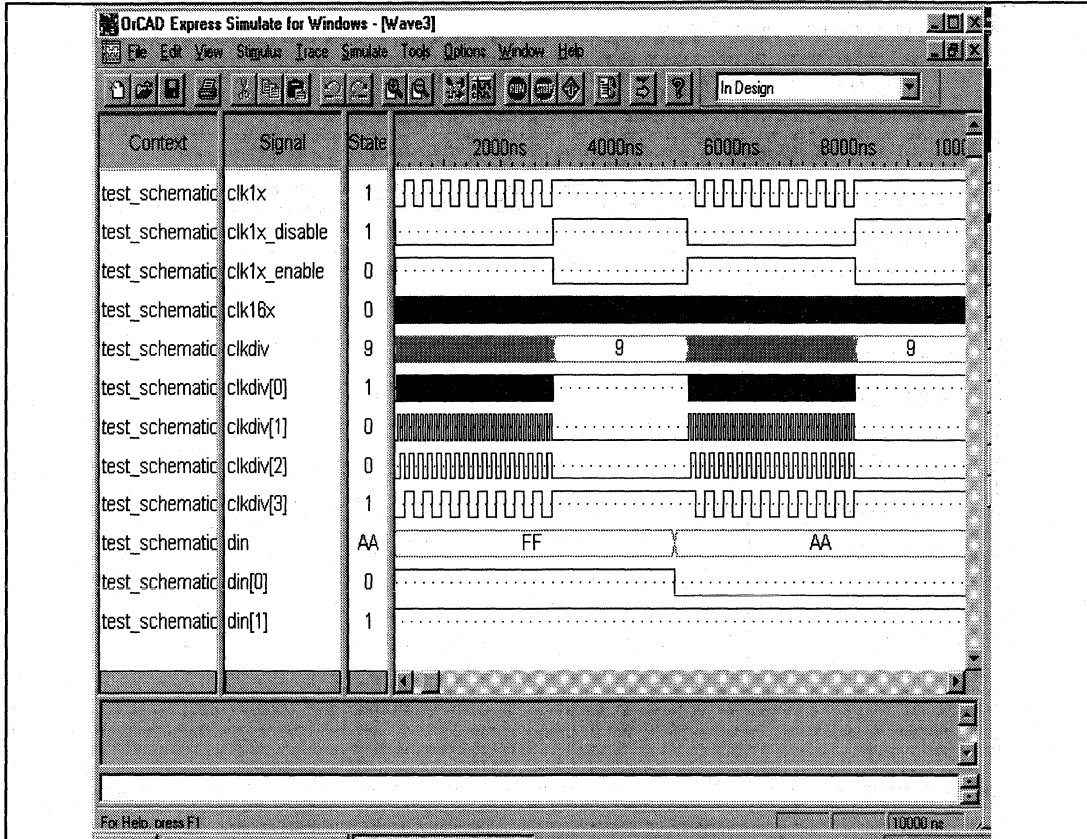 OrCAD Express Simulate for Windows - [Wave3]
File Edit View Stimulus Trace Simulate Tools Options Window Help
RUN STOP In Design
Context Signal State 2000ns 4000ns 6000ns 8000ns 1000
test_schematic clk1x 1
test_schematic clk1x_disable 1
test_schematic clk1x_enable 0
test_schematic clk16x 0
test_schematic clkdiv 9 9 9
test_schematic clkdiv[0] 1
test_schematic clkdiv[1] 0
test_schematic clkdiv[2] 0
test_schematic clkdiv[3] 1
test_schematic din AA FF AA
test_schematic din[0] 0
test_schematic din[1] 1
For Help, press F1 10000 ns